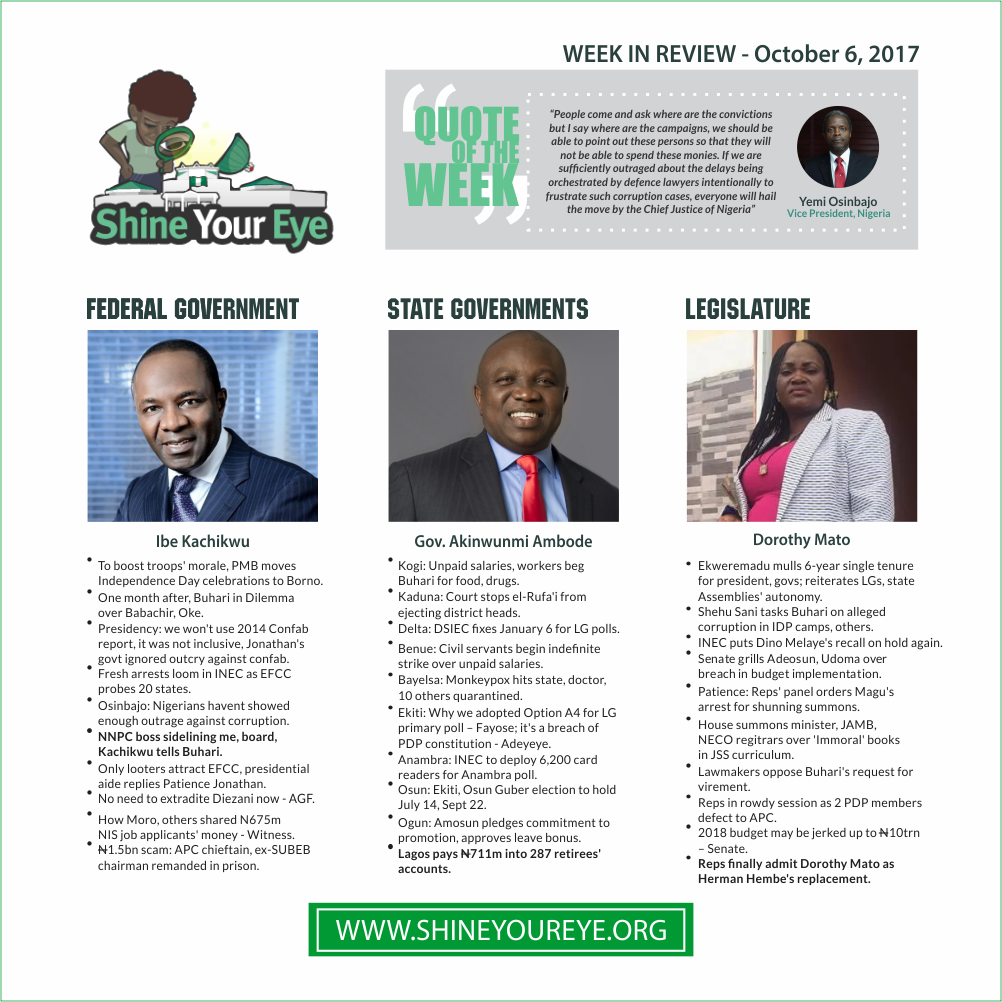 WEEK IN REVIEW - October 6, 2017
Shine Your Eye
QUOTE
OF THE
WEEK
“People come and ask where are the convictions
but I say where are the campaigns, we should be
able to point out these persons so that they will
not be able to spend these monies. If we are
sufficiently outraged about the delays being
orchestrated by defence lawyers intentionally to
frustrate such corruption cases, everyone will hail
the move by the Chief Justice of Nigeria”
Yemi Osinbajo
Vice President, Nigeria
FEDERAL GOVERNMENT
Ibe Kachikwu
• To boost troops' morale, PMB moves
Independence Day celebrations to Borno.
• One month after, Buhari in Dilemma
over Babachir, Oke.
• Presidency: we won't use 2014 Confab
report, it was not inclusive, Jonathan's
govt ignored outcry against confab.
• Fresh arrests loom in INEC as EFCC
probes 20 states.
• Osinbajo: Nigerians havent showed
enough outrage against corruption.
• NNPC boss sidelining me, board,
Kachikwu tells Buhari.
• Only looters attract EFCC, presidential
aide replies Patience Jonathan.
• No need to extradite Diezani now - AGF.
• How Moro, others shared N675m
NIS job applicants' money - Witness.
• ₦1.5bn scam: APC chieftain, ex-SUBEB
chairman remanded in prison.
STATE GOVERNMENTS
Gov. Akinwunmi Ambode
• Kogi: Unpaid salaries, workers beg
Buhari for food, drugs.
• Kaduna: Court stops el-Rufa'i from
ejecting district heads.
• Delta: DSIEC fixes January 6 for LG polls.
• Benue: Civil servants begin indefinite
strike over unpaid salaries.
• Bayelsa: Monkeypox hits state, doctor,
10 others quarantined.
• Ekiti: Why we adopted Option A4 for LG
primary poll – Fayose; it's a breach of
PDP constitution - Adeyeye.
• Anambra: INEC to deploy 6,200 card
readers for Anambra poll.
• Osun: Ekiti, Osun Guber election to hold
July 14, Sept 22.
• Ogun: Amosun pledges commitment to
promotion, approves leave bonus.
• Lagos pays ₦711m into 287 retirees'
accounts.
LEGISLATURE
Dorothy Mato
• Ekweremadu mulls 6-year single tenure
for president, govs; reiterates LGs, state
Assemblies' autonomy.
• Shehu Sani tasks Buhari on alleged
corruption in IDP camps, others.
• INEC puts Dino Melaye's recall on hold again.
• Senate grills Adeosun, Udoma over
breach in budget implementation.
• Patience: Reps' panel orders Magu's
arrest for shunning summons.
• House summons minister, JAMB,
NECO regitrars over 'Immoral' books
in JSS curriculum.
• Lawmakers oppose Buhari's request for
virement.
• Reps in rowdy session as 2 PDP members
defect to APC.
• 2018 budget may be jerked up to ₦10trn
– Senate.
• Reps finally admit Dorothy Mato as
Herman Hembe's replacement.
WWW.SHINEYOUREYE.ORG